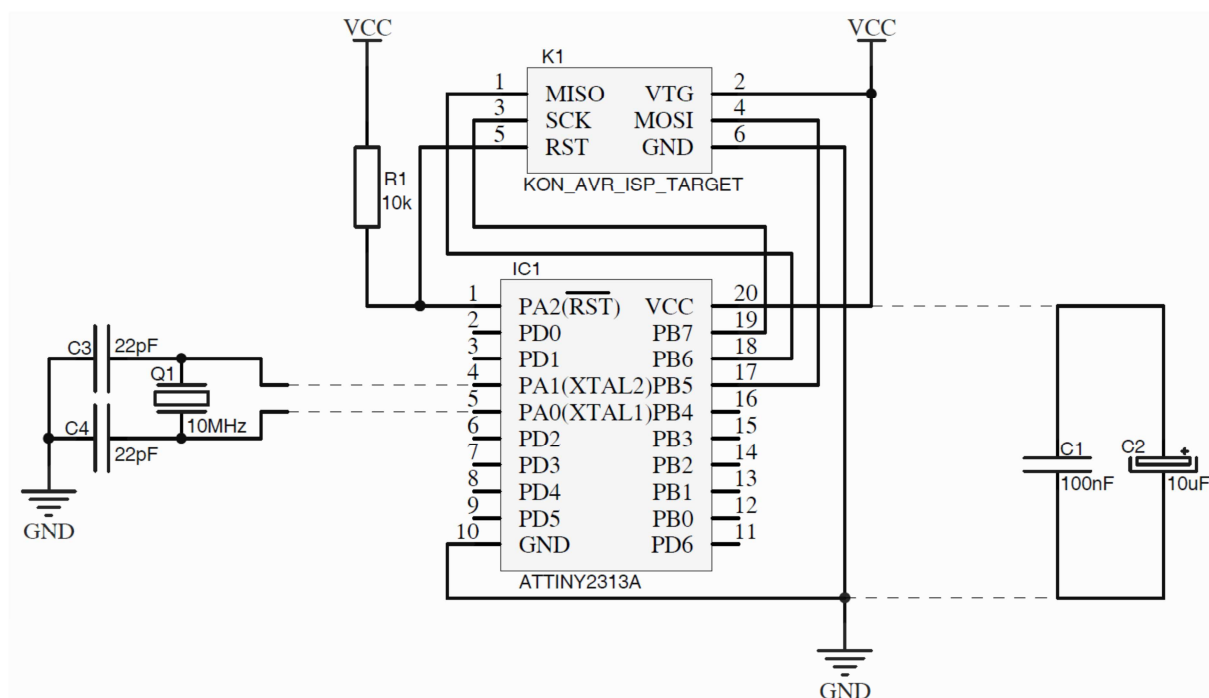 VCC
VCC
K1
1 MISO VTG 2
3 SCK MOSI 4
5 RST GND 6
KON_AVR_ISP_TARGET
R1
10k
IC1
1 PA2(RST) VCC 20
2 PD0 PB7 19
3 PD1 PB6 18
4 PA1(XTAL2) PB5 17
5 PA0(XTAL1) PB4 16
6 PD2 PB3 15
7 PD3 PB2 14
8 PD4 PB1 13
9 PD5 PB0 12
10 GND PD6 11
ATTINY2313A
C3 22pF
Q1
10MHz
C4
22pF
GND
C1
100nF
C2 +
10uF
GND